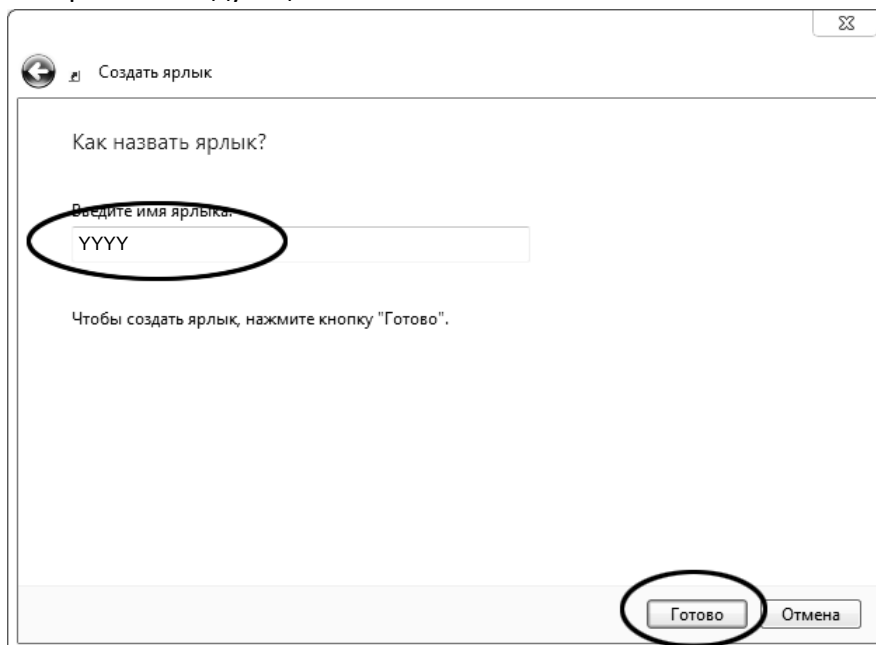 Создать ярлык
Как назвать ярлык?
Введите имя ярлыка:
YYYY
Чтобы создать ярлык, нажмите кнопку "Готово".
Готово
Отмена